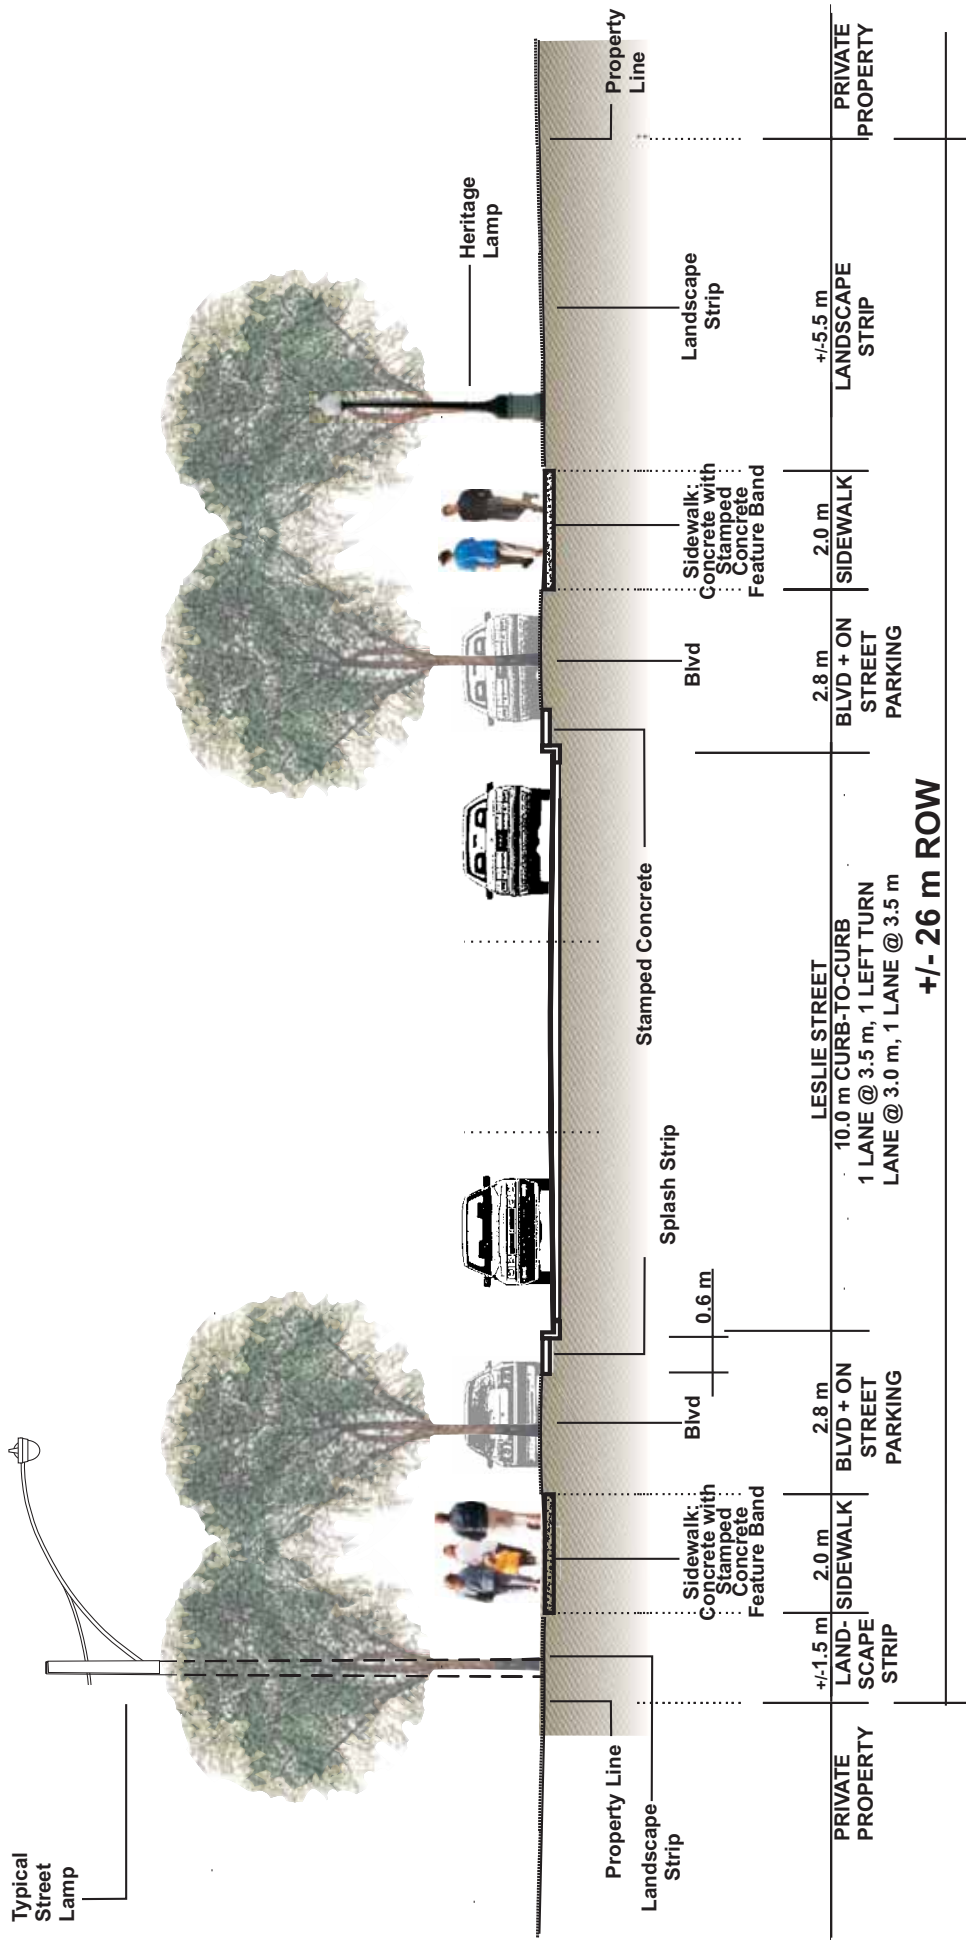 Typical
Street
Lamp
Heritage
Lamp
Property Line
Landscape
Strip
Sidewalk:
Concrete with
Stamped
Concrete
Feature Band
Blvd
Splash Strip
Stamped Concrete
Blvd
Sidewalk:
Concrete with
Stamped
Concrete
Feature Band
Landscape
Strip
Property
Line
0.6 m
PRIVATE
PROPERTY
+/-1.5 m
LAND-
SCAPE
STRIP
2.0 m
SIDEWALK
2.8 m
BLVD + ON
STREET
PARKING
LESLIE STREET
10.0 m CURB-TO-CURB
1 LANE @ 3.5 m, 1 LEFT TURN
LANE @ 3.0 m, 1 LANE @ 3.5 m
2.8 m
BLVD + ON
STREET
PARKING
2.0 m
SIDEWALK
+/-5.5 m
LANDSCAPE
STRIP
PRIVATE
PROPERTY
+/- 26 m ROW